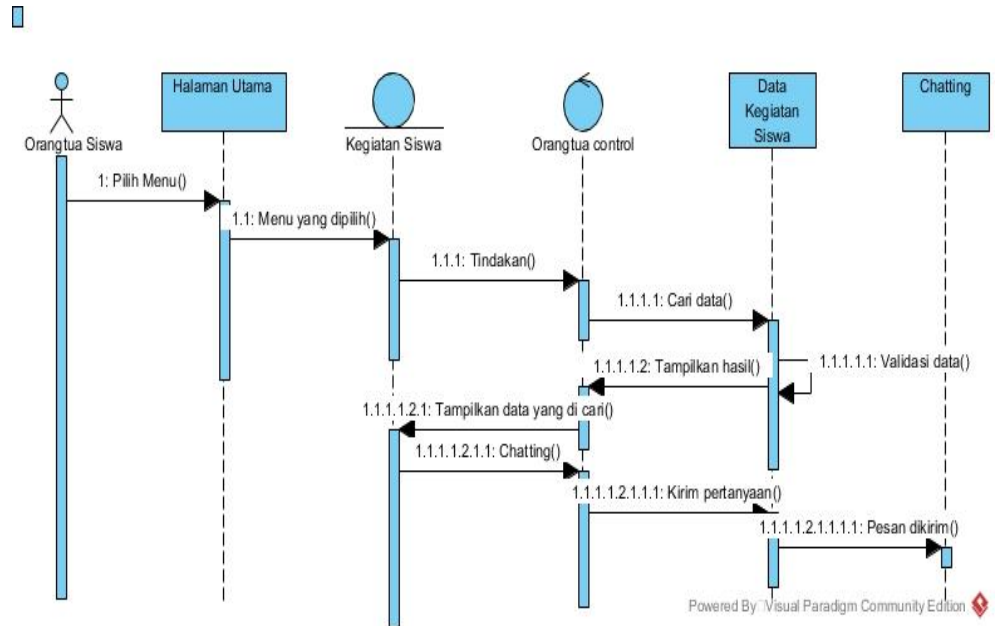 Halaman Utama
Data
Kegiatan
Siswa
Chatting
Orangtua Siswa
Kegiatan Siswa
Orangtua control
1: Pilih Menu()
1.1: Menu yang dipilih()
1.1.1: Tindakan()
1.1.1.1: Cari data()
1.1.1.1.1: Validasi data()
1.1.1.1.2: Tampilkan hasil()
1.1.1.1.2.1: Tampilkan data yang di cari()
1.1.1.1.2.1.1: Chatting()
1.1.1.1.2.1.1.1: Kirim pertanyaan()
1.1.1.1.2.1.1.1.1: Pesan dikirim()
Powered By Visual Paradigm Community Edition